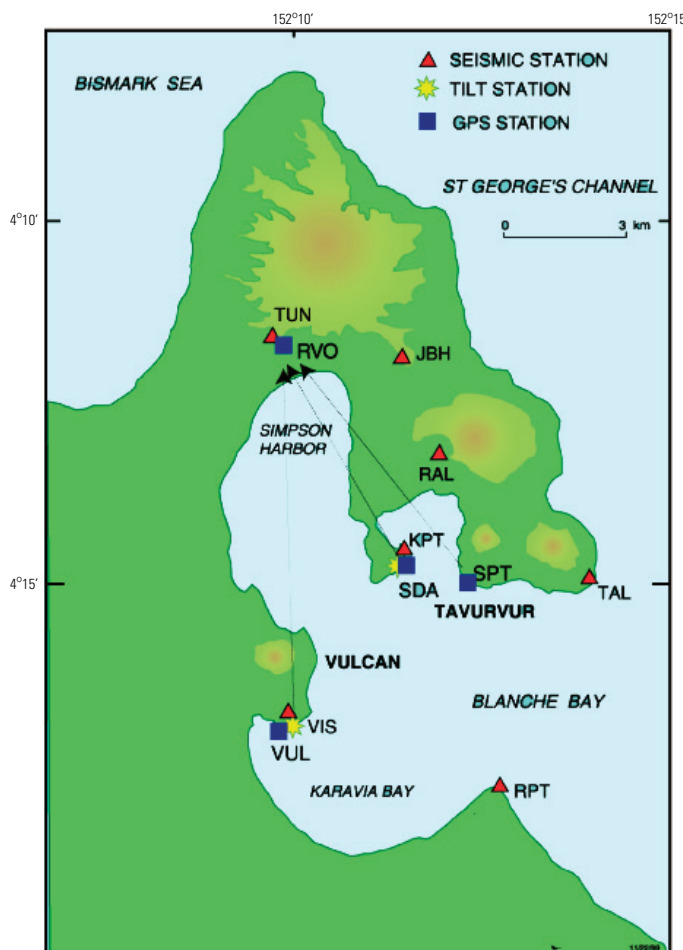 152°10'
152°15'
BISMARK SEA
SEISMIC STATION
TILT STATION
GPS STATION
ST GEORGE'S CHANNEL
4°10'
0 3 km
TUN
RVO
JBH
SIMPSON
HARBOR
RAL
KPT
4°15'
SDA
SPT
TAL
TAVURVUR
VULCAN
BLANCHE BAY
VIS
VUL
KARAVIA BAY
RPT